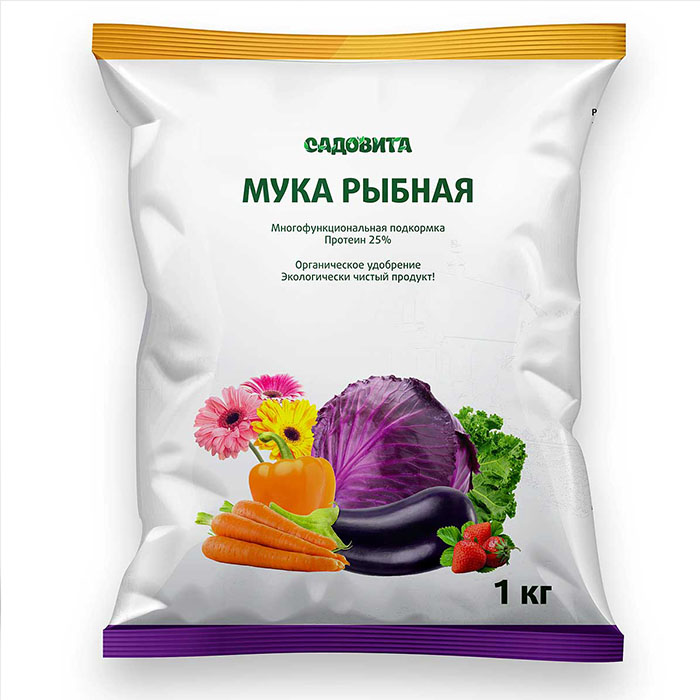 САДОВИТА
МУКА РЫБНАЯ
Многофункциональная подкормка
Протеин 25%
Органическое удобрение
Экологически чистый продукт!
1 кг